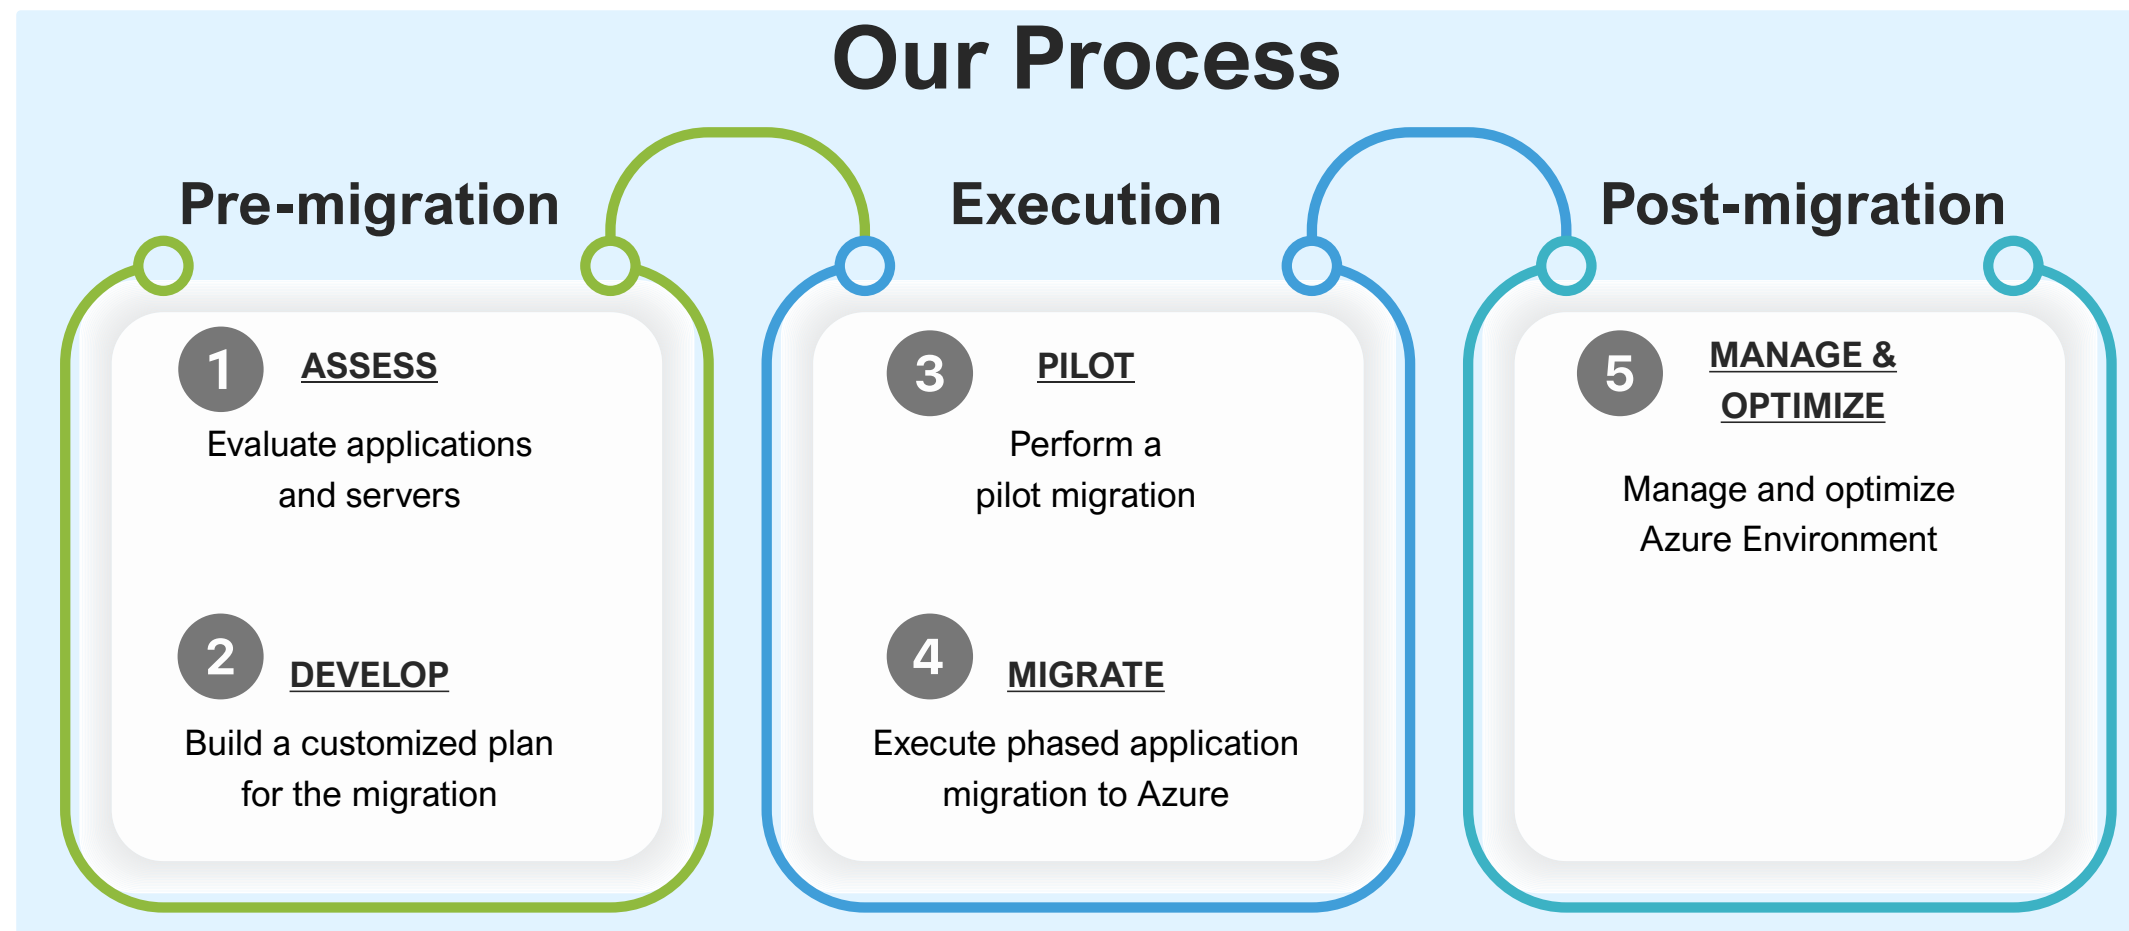 Our Process
Pre-migration
1
ASSESS
Evaluate applications
and servers
2
DEVELOP
Build a customized plan
for the migration
Execution
3
PILOT
Perform a
pilot migration
4
MIGRATE
Execute phased application
migration to Azure
Post-migration
5
MANAGE &
OPTIMIZE
Manage and optimize
Azure Environment